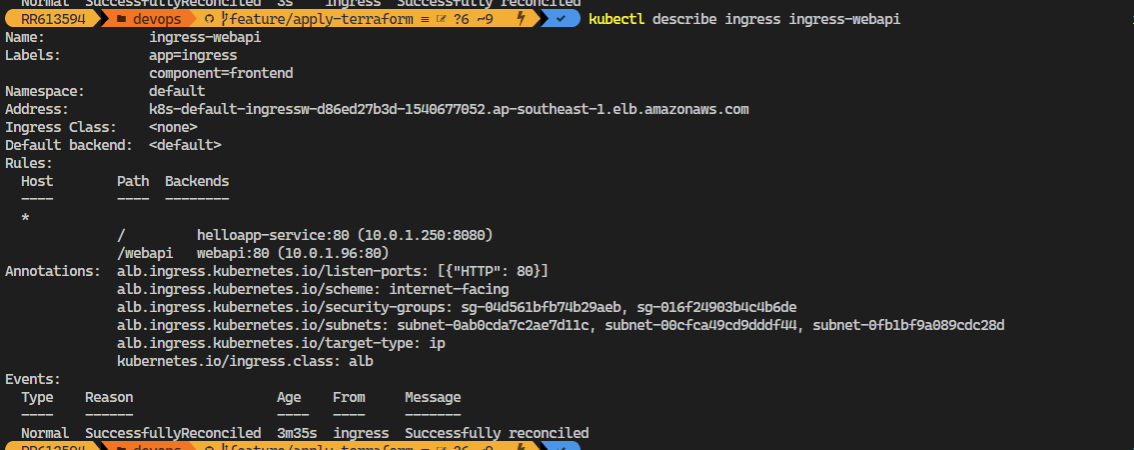 Normal  SuccessfullyReconciled  3s    ingress  Successfully reconciled
RR613594  devops  feature/apply-terraform ≡ ?6 ~9  kubectl describe ingress ingress-webapi
Name:             ingress-webapi
Labels:           app=ingress
                  component=frontend
Namespace:        default
Address:          k8s-default-ingressw-d86ed27b3d-1540677052.ap-southeast-1.elb.amazonaws.com
Ingress Class:    <none>
Default backend:  <default>
Rules:
  Host        Path  Backends
  ----        ----  --------
  *
              /         helloapp-service:80 (10.0.1.250:8080)
              /webapi   webapi:80 (10.0.1.96:80)
Annotations:  alb.ingress.kubernetes.io/listen-ports: [{"HTTP": 80}]
              alb.ingress.kubernetes.io/scheme: internet-facing
              alb.ingress.kubernetes.io/security-groups: sg-04d561bfb74b29aeb, sg-016f24903b4c4b6de
              alb.ingress.kubernetes.io/subnets: subnet-0ab0cda7c2ae7d11c, subnet-00cfca49cd9dddf44, subnet-0fb1bf9a089cdc28d
              alb.ingress.kubernetes.io/target-type: ip
              kubernetes.io/ingress.class: alb
Events:
  Type    Reason                  Age    From     Message
  ----    ------                  ----   ----     -------
  Normal  SuccessfullyReconciled  3m35s  ingress  Successfully reconciled
RR613594  devops  feature/apply-terraform ≡ ?6 ~9